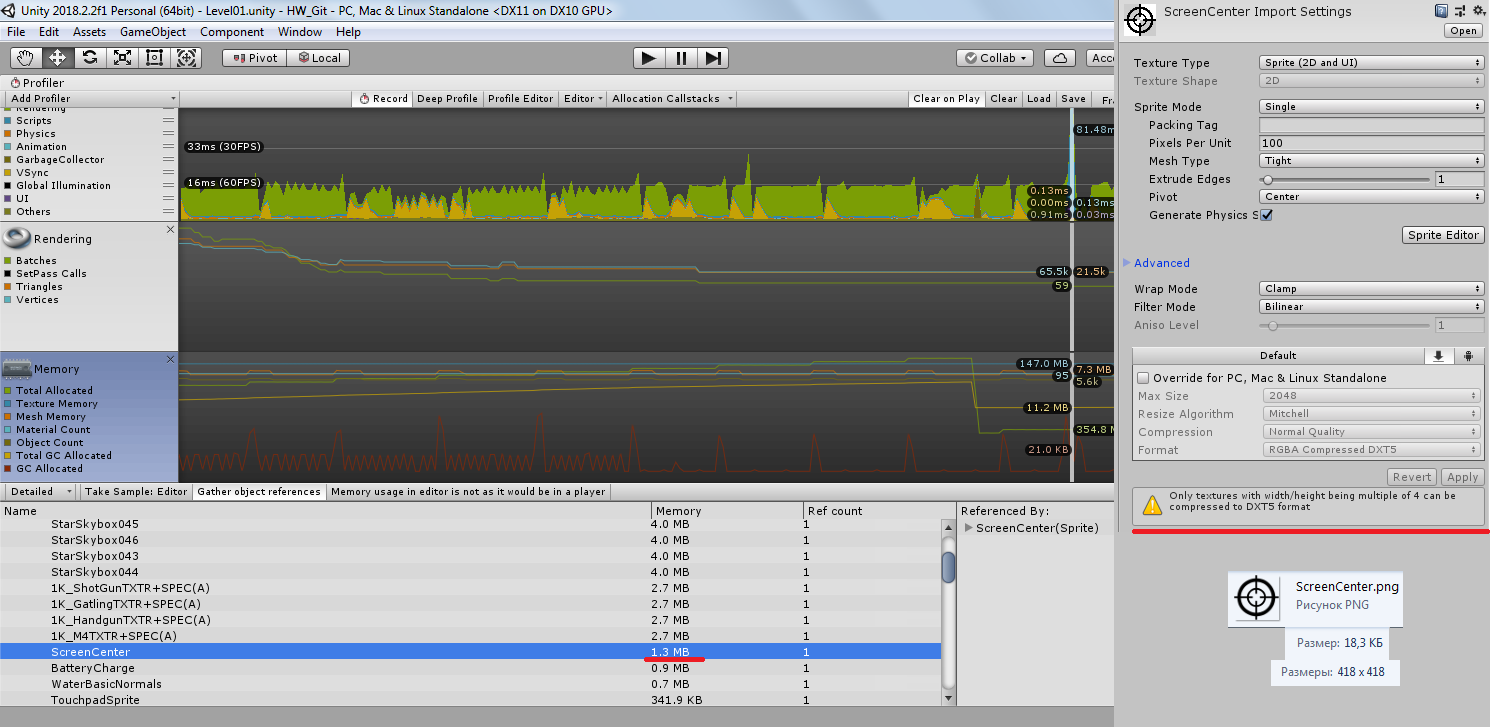 Unity 2018.2.2f1 Personal (64bit) - Level01.unity - HW_Git - PC, Mac & Linux Standalone <DX11 on DX10 GPU>
File Edit Assets GameObject Component Window Help
Pivot Local Collab Acc
Profiler
Add Profiler Record Deep Profile Profile Editor Editor Allocation Callstacks Clear on Play Clear Load Save Fr
Rendering
Scripts
Physics
Animation
GarbageCollector
VSync
Global Illumination
UI
Others
33ms (30FPS)
16ms (60FPS)
81.48m
0.13ms
0.00ms 0.13ms
0.91ms 0.03ms
Rendering
Batches
SetPass Calls
Triangles
Vertices
65.5k 21.5k
59
Memory
Total Allocated
Texture Memory
Mesh Memory
Material Count
Object Count
Total GC Allocated
GC Allocated
147.0 MB
7.3 MB
95
5.6k
11.2 MB
354.8 M
21.0 KB
Detailed Take Sample: Editor Gather object references Memory usage in editor is not as it would be in a player
Name Memory Ref count
StarSkybox045 4.0 MB 1
StarSkybox046 4.0 MB 1
StarSkybox043 4.0 MB 1
StarSkybox044 4.0 MB 1
1K_ShotGunTXTR+SPEC(A) 2.7 MB 1
1K_GatlingTXTR+SPEC(A) 2.7 MB 1
1K_HandgunTXTR+SPEC(A) 2.7 MB 1
1K_M4TXTR+SPEC(A) 2.7 MB 1
ScreenCenter 1.3 MB 1
BatteryCharge 0.9 MB 1
WaterBasicNormals 0.7 MB 1
TouchpadSprite 341.9 KB 1
Referenced By:
ScreenCenter(Sprite)
ScreenCenter Import Settings
Open
Texture Type Sprite (2D and UI)
Texture Shape 2D
Sprite Mode Single
Packing Tag
Pixels Per Unit 100
Mesh Type Tight
Extrude Edges 1
Pivot Center
Generate Physics S
Sprite Editor
Advanced
Wrap Mode Clamp
Filter Mode Bilinear
Aniso Level 1
Default
Override for PC, Mac & Linux Standalone
Max Size 2048
Resize Algorithm Mitchell
Compression Normal Quality
Format RGBA Compressed DXT5
Revert Apply
Only textures with width/height being multiple of 4 can be
compressed to DXT5 format
ScreenCenter.png
Рисунок PNG
Размер: 18,3 КБ
Размеры: 418 x 418